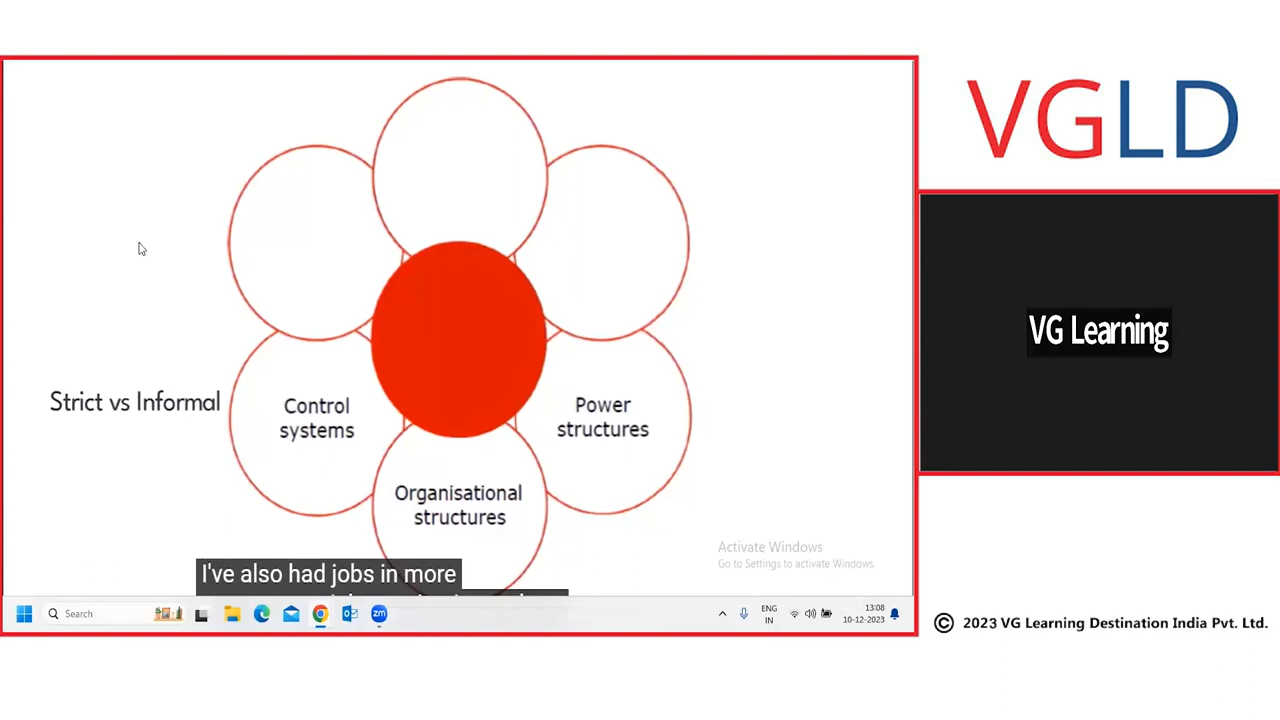 VGLD
VG Learning
Strict vs Informal
Control
systems
Power
structures
Organisational
structures
Activate Windows
Go to Settings to activate Windows.
I've also had jobs in more
Search
zm
ENG
IN
13:08
10-12-2023
© 2023 VG Learning Destination India Pvt. Ltd.